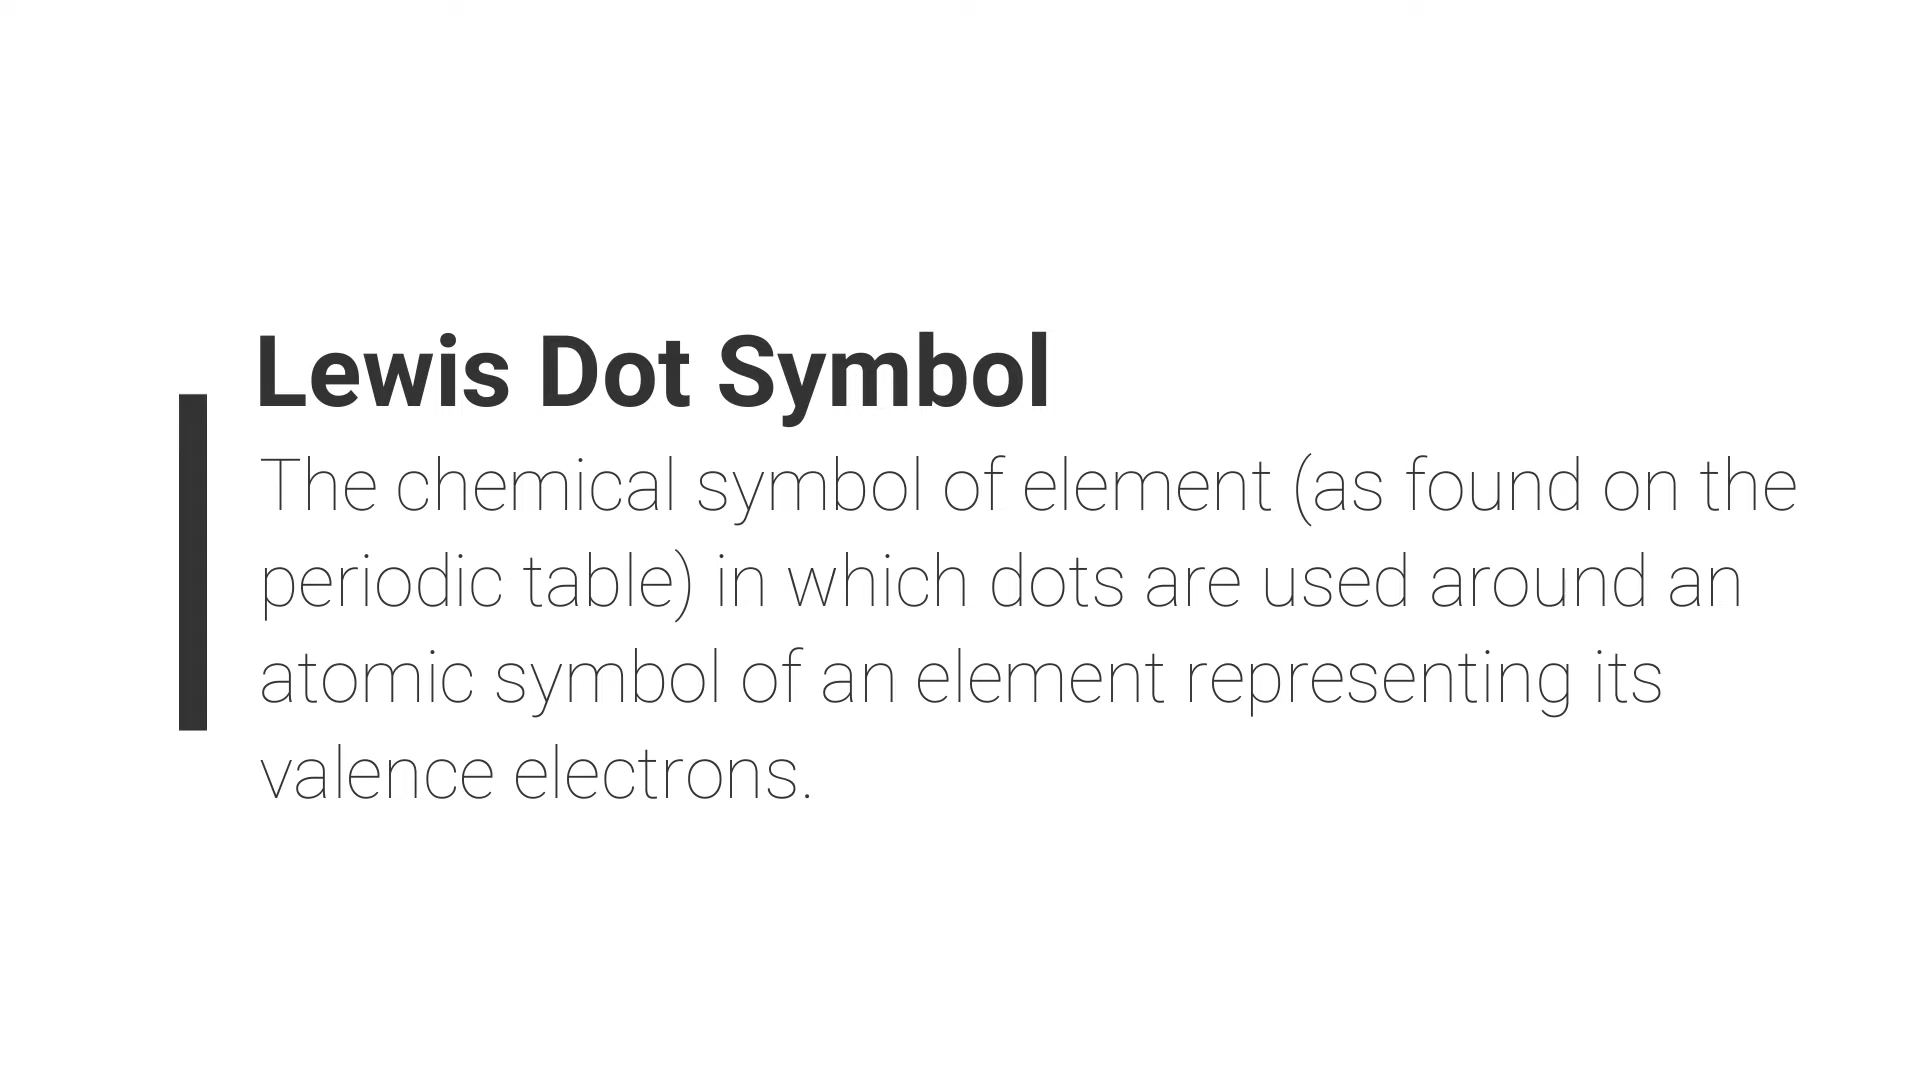 Lewis Dot Symbol
The chemical symbol of element (as found on the
periodic table) in which dots are used around an
atomic symbol of an element representing its
valence electrons.